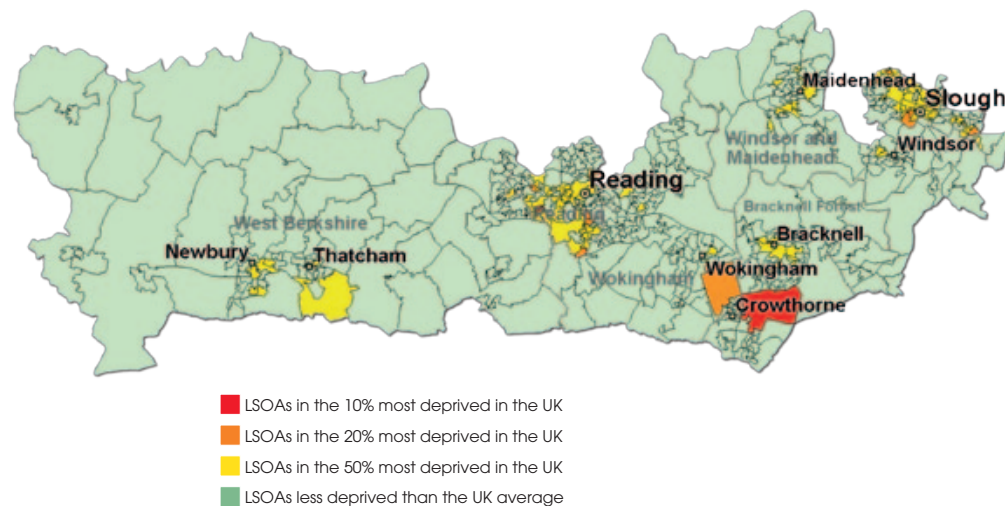 Maidenhead
Slough
Windsor and
Maidenhead
Windsor
Reading
Reading
Bracknell Forest
West Berkshire
Bracknell
Newbury
Thatcham
Wokingham
Wokingham
Crowthorne
LSOAs in the 10% most deprived in the UK
LSOAs in the 20% most deprived in the UK
LSOAs in the 50% most deprived in the UK
LSOAs less deprived than the UK average